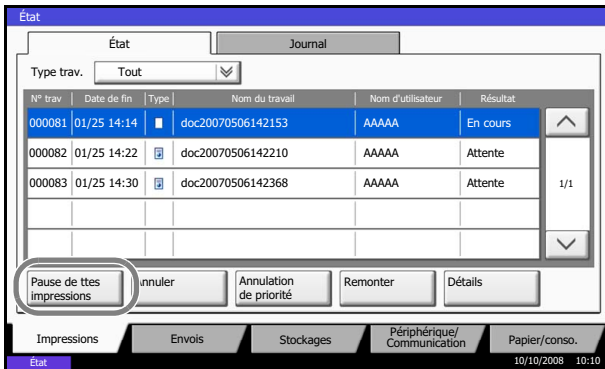 État
État Journal
Type trav. Tout
N° trav Date de fin Type Nom du travail Nom d'utilisateur Résultat
000081 01/25 14:14 doc20070506142153 AAAAA En cours
000082 01/25 14:22 doc20070506142210 AAAAA Attente
000083 01/25 14:30 doc20070506142368 AAAAA Attente
1/1
Pause de ttes
impressions
Annuler
Annulation
de priorité
Remonter
Détails
Impressions Envois Stockages
Périphérique/
Communication
Papier/conso.
État 10/10/2008 10:10